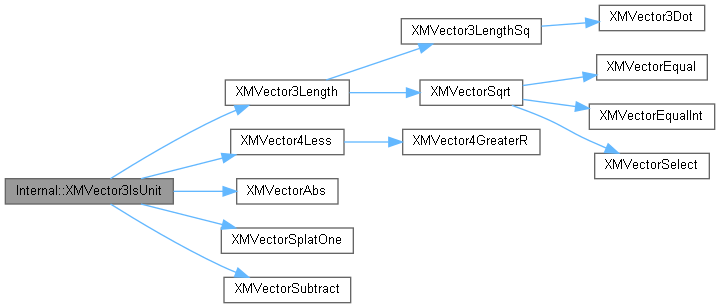 XMVector3Dot
XMVector3LengthSq
XMVectorEqual
XMVector3Length
XMVectorSqrt
XMVectorEqualInt
XMVector4Less
XMVector4GreaterR
XMVectorSelect
Internal::XMVector3IsUnit
XMVectorAbs
XMVectorSplatOne
XMVectorSubtract